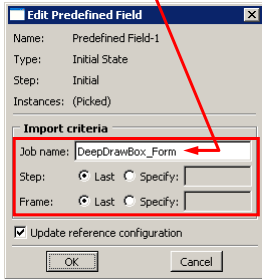 Edit Predefined Field
Name: Predefined Field-1
Type: Initial State
Step: Initial
Instances: (Picked)
Import criteria
Job name: DeepDrawBox_Form
Step: Last Specify:
Frame: Last Specify:
Update reference configuration
OK Cancel